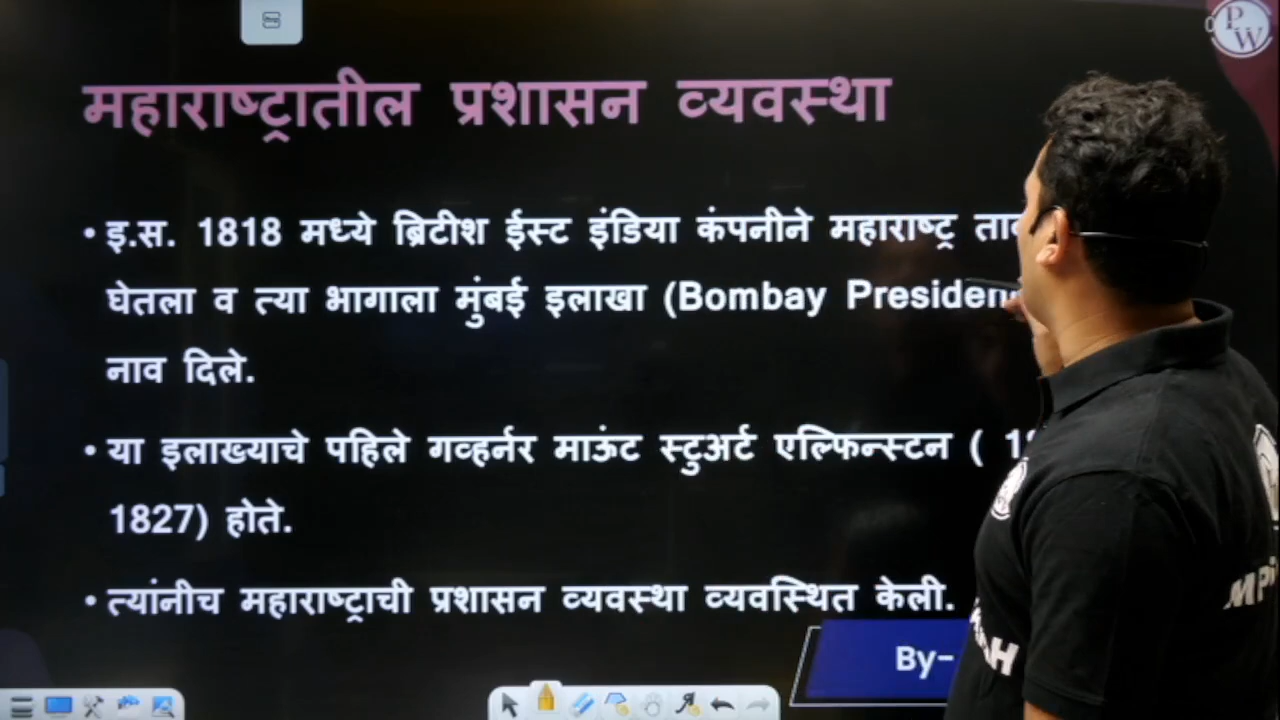 PW
महाराष्ट्रातील प्रशासन व्यवस्था
• इ.स. 1818 मध्ये ब्रिटीश ईस्ट इंडिया कंपनीने महाराष्ट्र
घेतला व त्या भागाला मुंबई इलाखा (Bombay
नाव दिले.
• या इलाख्याचे पहिले गव्हर्नर माऊंट स्टुअर्ट एल्फिन्स्टन (
1827) होते.
• त्यांनीच महाराष्ट्राची प्रशासन व्यवस्था व्यवस्थित केली.
By-